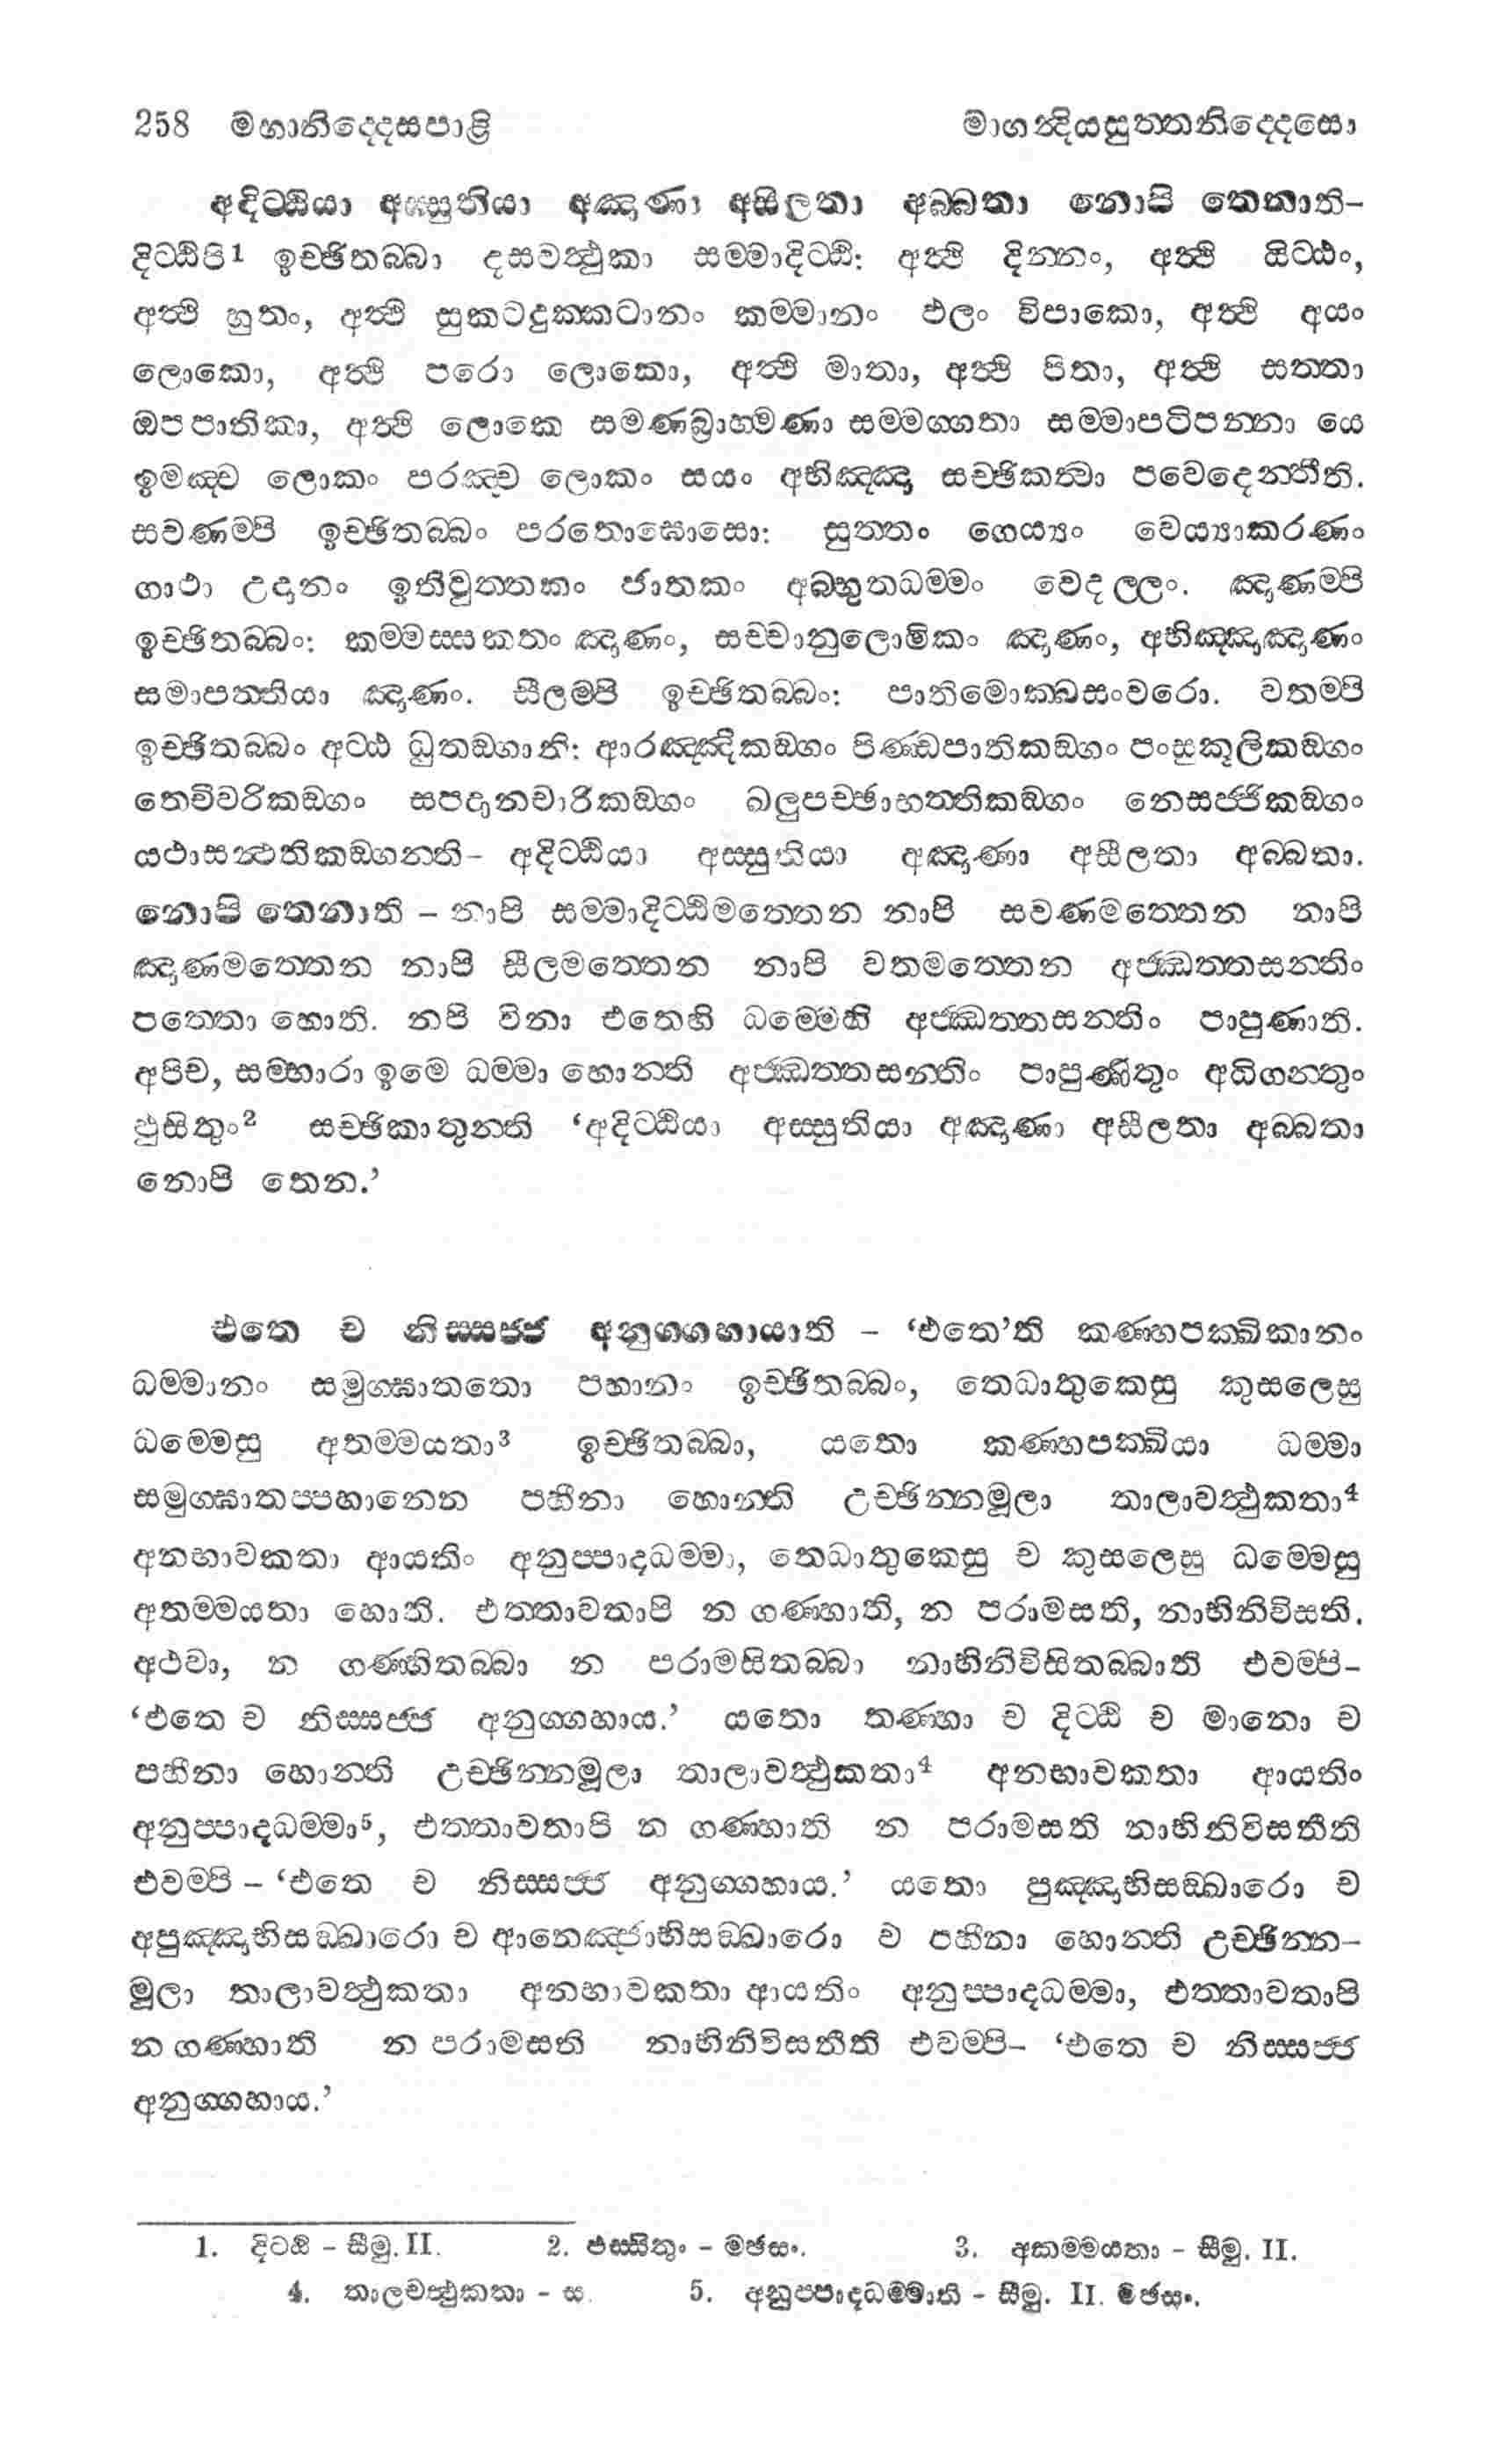 258 මහානිද්දෙසපාළි මාගන්දියසුත්තනිද්දෙසො
අදිට්ඨියා අස්සුතියා අඤාණා අසීලතා අබ්බතා නොපි තෙනාති-
දිට්ඨිපි¹ ඉච්ඡිතබ්බා දසවත්ථුකා සම්මාදිට්ඨි: අත්ථි දින්නං, අත්ථි යිට්ඨං,
අත්ථි හුතං, අත්ථි සුකටදුක්කටානං කම්මානං ඵලං විපාකො, අත්ථි අයං
ලොකො, අත්ථි පරො ලොකො, අත්ථි මාතා, අත්ථි පිතා, අත්ථි සත්තා
ඔපපාතිකා, අත්ථි ලොකෙ සමණබ්‍රාහ්මණා සම්මග්ගතා සම්මාපටිපන්නා යෙ
ඉමඤ්ච ලොකං පරඤ්ච ලොකං සයං අභිඤ්ඤා සච්ඡිකත්වා පවෙදෙන්තීති.
සවණම්පි ඉච්ඡිතබ්බං පරතොඝොසො: සුත්තං ගෙය්‍යං වෙය්‍යාකරණං
ගාථා උදානං ඉතිවුත්තකං ජාතකං අබ්භුතධම්මං වෙදල්ලං. ඤාණම්පි
ඉච්ඡිතබ්බං: කම්මස්සකතං ඤාණං, සච්චානුලොමිකං ඤාණං, අභිඤ්ඤාඤාණං
සමාපත්තියා ඤාණං. සීලම්පි ඉච්ඡිතබ්බං: පාතිමොක්ඛසංවරො. වතම්පි
ඉච්ඡිතබ්බං අට්ඨ ධුතඞ්ගානි: ආරඤ්ඤිකඞ්ගං පිණ්ඩපාතිකඞ්ගං පංසුකූලිකඞ්ගං
තෙචීවරිකඞ්ගං සපදානචාරිකඞ්ගං ඛලුපච්ඡාභත්තිකඞ්ගං නෙසජ්ජිකඞ්ගං
යථාසන්ථතිකඞ්ගන්ති- අදිට්ඨියා අස්සුතියා අඤාණා අසීලතා අබ්බතා.
නොපි තෙනාති – නාපි සම්මාදිට්ඨිමත්තෙන නාපි සවණමත්තෙන නාපි
ඤාණමත්තෙන නාපි සීලමත්තෙන නාපි වතමත්තෙන අජ්ඣත්තසන්තිං
පත්තො හොති. නපි විනා එතෙහි ධම්මෙහි අජ්ඣත්තසන්තිං පාපුණාති.
අපිච, සම්භාරා ඉමෙ ධම්මා හොන්ති අජ්ඣත්තසන්තිං පාපුණිතුං අධිගන්තුං
ඵුසිතුං² සච්ඡිකාතුන්ති ‘අදිට්ඨියා අස්සුතියා අඤාණා අසීලතා අබ්බතා
නොපි තෙන.’
එතෙ ච නිස්සජ්ජ අනුග්ගහායාති – ‘එතෙ’ති කණ්හපක්ඛිකානං
ධම්මානං සමුග්ඝාතතො පහානං ඉච්ඡිතබ්බං, තෙධාතුකෙසු කුසලෙසු
ධම්මෙසු අතම්මයතා³ ඉච්ඡිතබ්බා, යතො කණ්හපක්ඛියා ධම්මා
සමුග්ඝාතප්පහානෙන පහීනා හොන්ති උච්ඡින්නමූලා තාලාවත්ථුකතා⁴
අනභාවකතා ආයතිං අනුප්පාදධම්මා, තෙධාතුකෙසු ච කුසලෙසු ධම්මෙසු
අතම්මයතා හොති. එත්තාවතාපි න ගණ්හාති, න පරාමසති, නාභිනිවිසති.
අථවා, න ගණ්හිතබ්බා න පරාමසිතබ්බා නාභිනිවිසිතබ්බාති එවම්පි-
‘එතෙ ච නිස්සජ්ජ අනුග්ගහාය.’ යතො තණ්හා ච දිට්ඨි ච මානො ච
පහීනා හොන්ති උච්ඡින්නමූලා තාලාවත්ථුකතා⁴ අනභාවකතා ආයතිං
අනුප්පාදධම්මා⁵, එත්තාවතාපි න ගණ්හාති න පරාමසති නාභිනිවිසතීති
එවම්පි – ‘එතෙ ච නිස්සජ්ජ අනුග්ගහාය.’ යතො පුඤ්ඤාභිසඞ්ඛාරො ච
අපුඤ්ඤාභිසඞ්ඛාරො ච ආනෙඤ්ජාභිසඞ්ඛාරො ච පහීනා හොන්ති උච්ඡින්න-
මූලා තාලාවත්ථුකතා අනභාවකතා ආයතිං අනුප්පාදධම්මා, එත්තාවතාපි
න ගණ්හාති න පරාමසති නාභිනිවිසතීති එවම්පි- ‘එතෙ ච නිස්සජ්ජ
අනුග්ගහාය.’
1. දිට්ඨි – සීමු. II. 2. ඵස්සිතුං – මඡසං. 3. අකම්මයතා – සීමු. II.
4. තාලවත්ථුකතා – ස. 5. අනුප්පාදධම්මාති – සීමු. II. මඡසං.